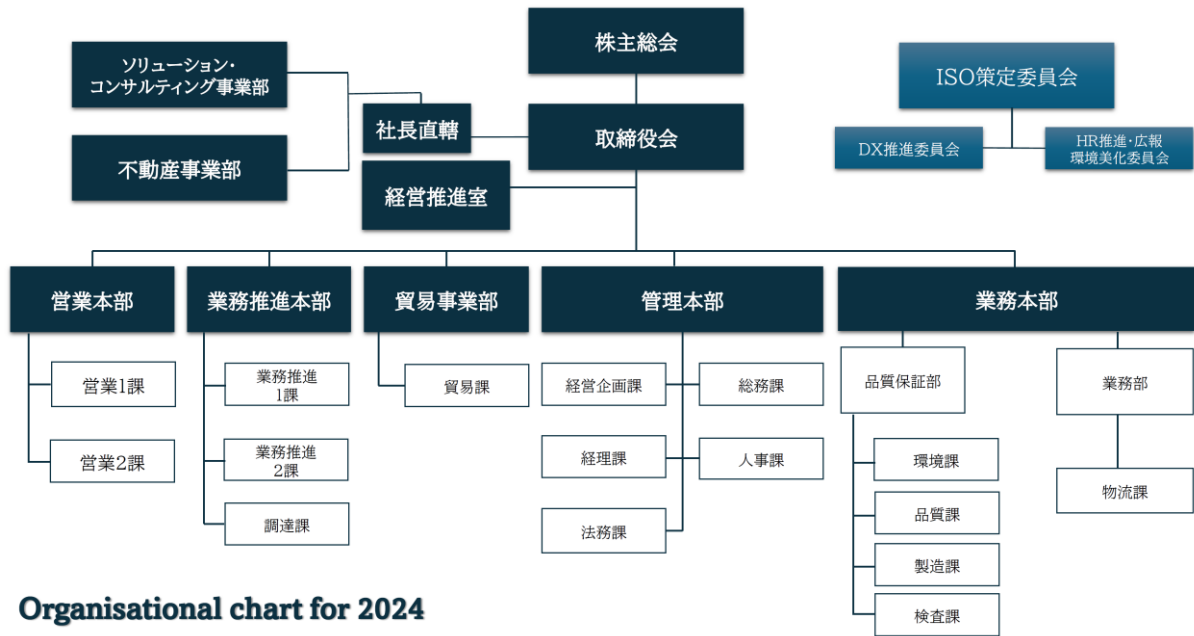 株主総会
ソリューション・
コンサルティング事業部
ISO策定委員会
社長直轄
取締役会
DX推進委員会
HR推進・広報
環境美化委員会
不動産事業部
経営推進室
営業本部
業務推進本部
貿易事業部
管理本部
業務本部
営業1課
営業2課
業務推進
1課
業務推進
2課
調達課
貿易課
経営企画課
総務課
経理課
人事課
法務課
品質保証部
環境課
品質課
製造課
検査課
業務部
物流課
Organisational chart for 2024